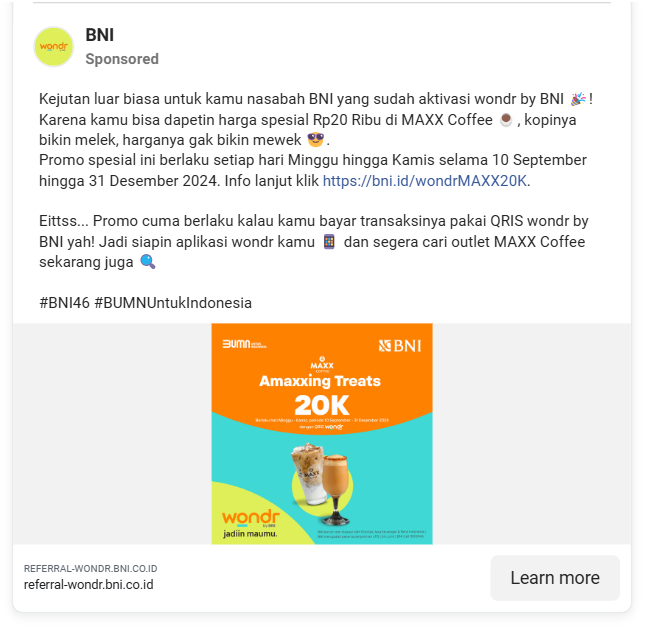 wondr
BNI
Sponsored
Kejutan luar biasa untuk kamu nasabah BNI yang sudah aktivasi wondr by BNI 🎉!
Karena kamu bisa dapetin harga spesial Rp20 Ribu di MAXX Coffee ☕, kopinya
bikin melek, harganya gak bikin mewek 😎.
Promo spesial ini berlaku setiap hari Minggu hingga Kamis selama 10 September
hingga 31 Desember 2024. Info lanjut klik https://bni.id/wondrMAXX20K.
Eittss... Promo cuma berlaku kalau kamu bayar transaksinya pakai QRIS wondr by
BNI yah! Jadi siapin aplikasi wondr kamu 📱 dan segera cari outlet MAXX Coffee
sekarang juga 🔍
#BNI46 #BUMNUntukIndonesia
BUMN
BNI
MAXX
Amaxxing Treats
20K
dengan QRIS wondr
MAXX
wondr
by BNI
jadiin maumu.
REFERRAL-WONDR.BNI.CO.ID
referral-wondr.bni.co.id
Learn more